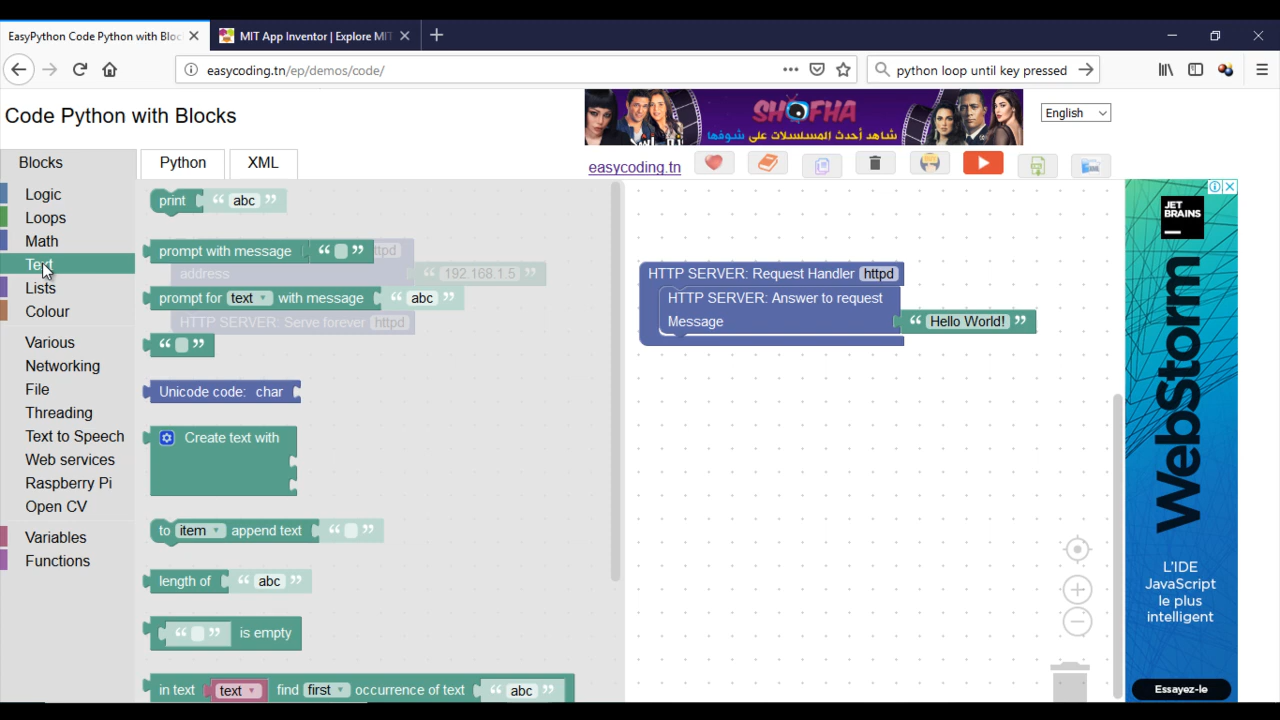 EasyPython Code Python with Bloc
MIT App Inventor | Explore MIT
easycoding.tn/ep/demos/code/
python loop until key pressed
Code Python with Blocks
SHOFHA
شاهد أحدث المسلسلات على شوفها
English
Blocks
Python
XML
easycoding.tn
Logic
Loops
Math
Text
Lists
Colour
Various
Networking
File
Threading
Text to Speech
Web services
Raspberry Pi
Open CV
Variables
Functions
print “ abc ”
prompt with message “ ”
httpd
address “ 192.168.1.5 ”
prompt for text with message “ abc ”
HTTP SERVER: Serve forever httpd
“ ”
Unicode code: char
Create text with
to item append text “ ”
length of “ abc ”
“ ” is empty
in text text find first occurrence of text “ abc ”
HTTP SERVER: Request Handler httpd
HTTP SERVER: Answer to request
Message “ Hello World! ”
JET
BRAINS
WebStorm
L'IDE
JavaScript
le plus
intelligent
Essayez-le